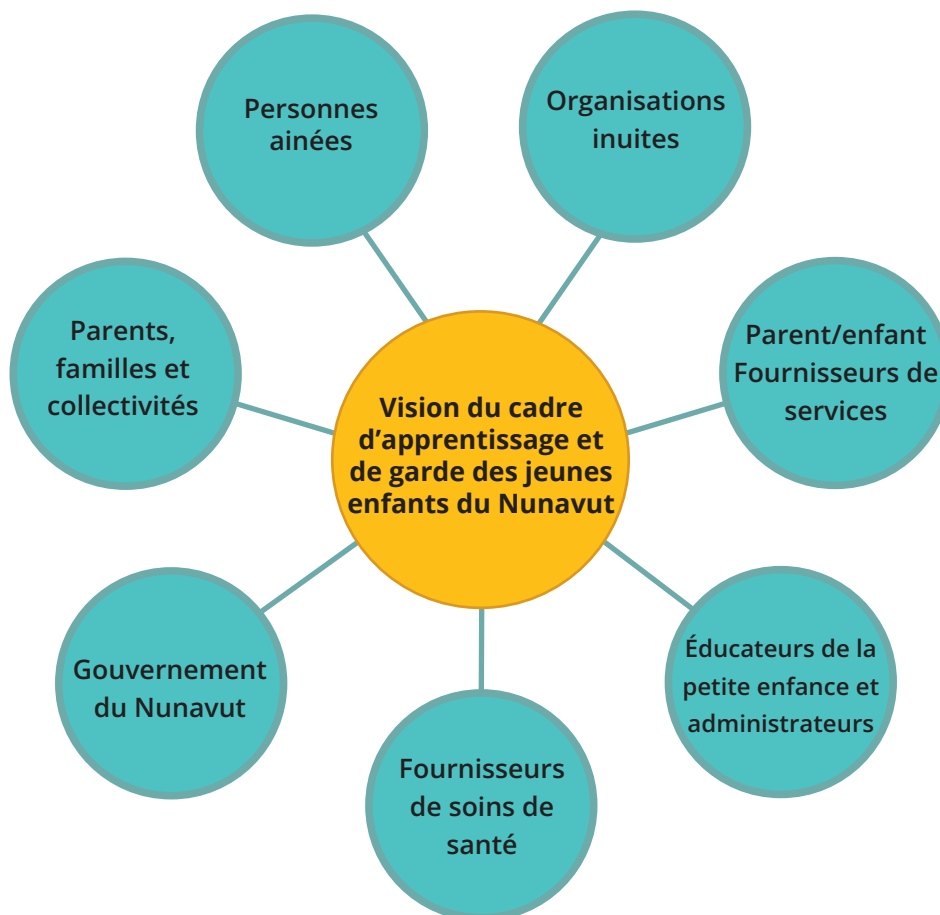 Personnes
ainées
Organisations
inuites
Parents,
familles et
collectivités
Parent/enfant
Fournisseurs de
services
Vision du cadre
d’apprentissage et
de garde des jeunes
enfants du Nunavut
Gouvernement
du Nunavut
Éducateurs de la
petite enfance et
administrateurs
Fournisseurs
de soins de
santé